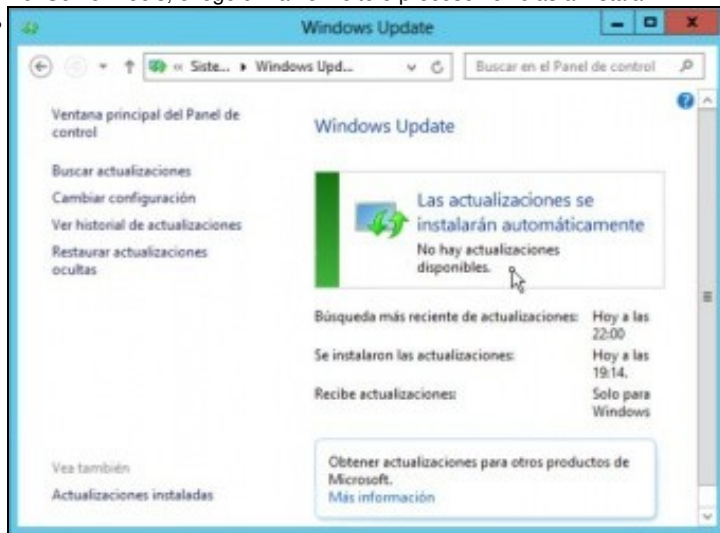 Windows Update
Siste... ▸ Windows Upd...
Buscar en el Panel de control
Ventana principal del Panel de
control
Buscar actualizaciones
Cambiar configuración
Ver historial de actualizaciones
Restaurar actualizaciones
ocultas
Vea también
Actualizaciones instaladas
Windows Update
Las actualizaciones se
instalarán automáticamente
No hay actualizaciones
disponibles.
Búsqueda más reciente de actualizaciones: Hoy a las
22:00
Se instalaron las actualizaciones: Hoy a las
19:14.
Recibe actualizaciones: Solo para
Windows
Obtener actualizaciones para otros productos de
Microsoft.
Más información